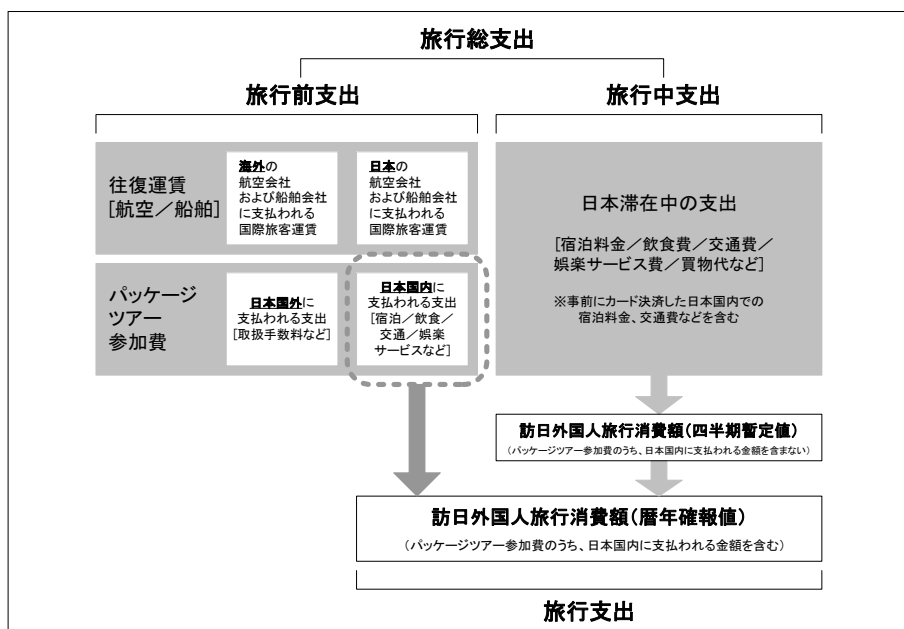 旅行総支出
旅行前支出
旅行中支出
往復運賃
[航空／船舶]
海外の
航空会社
および船舶会社
に支払われる
国際旅客運賃
日本の
航空会社
および船舶会社
に支払われる
国際旅客運賃
パッケージ
ツアー
参加費
日本国外に
支払われる支出
[取扱手数料など]
日本国内に
支払われる支出
[宿泊／飲食／
交通／娯楽
サービスなど]
日本滞在中の支出
[宿泊料金／飲食費／交通費／
娯楽サービス費／買物代など]
※事前にカード決済した日本国内での
宿泊料金、交通費などを含む
訪日外国人旅行消費額（四半期暫定値）
（パッケージツアー参加費のうち、日本国内に支払われる金額を含まない）
訪日外国人旅行消費額（暦年確報値）
（パッケージツアー参加費のうち、日本国内に支払われる金額を含む）
旅行支出